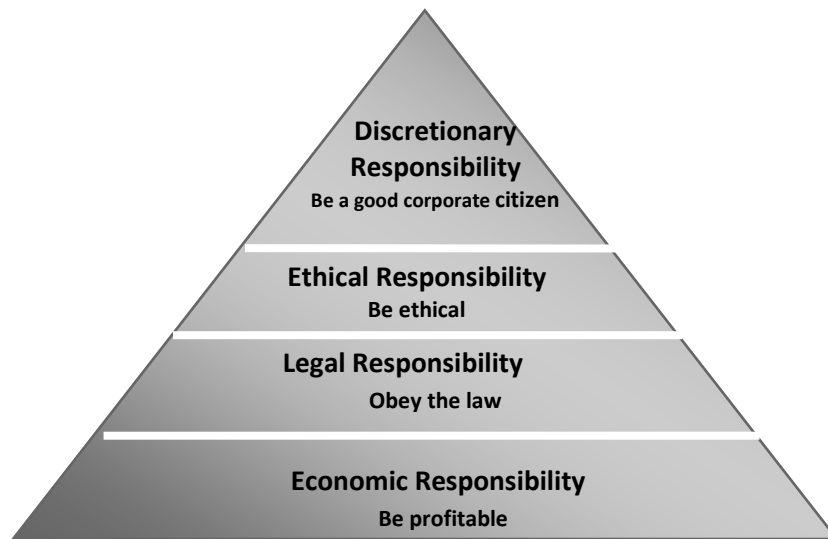 Discretionary
Responsibility
Be a good corporate citizen
Ethical Responsibility
Be ethical
Legal Responsibility
Obey the law
Economic Responsibility
Be profitable